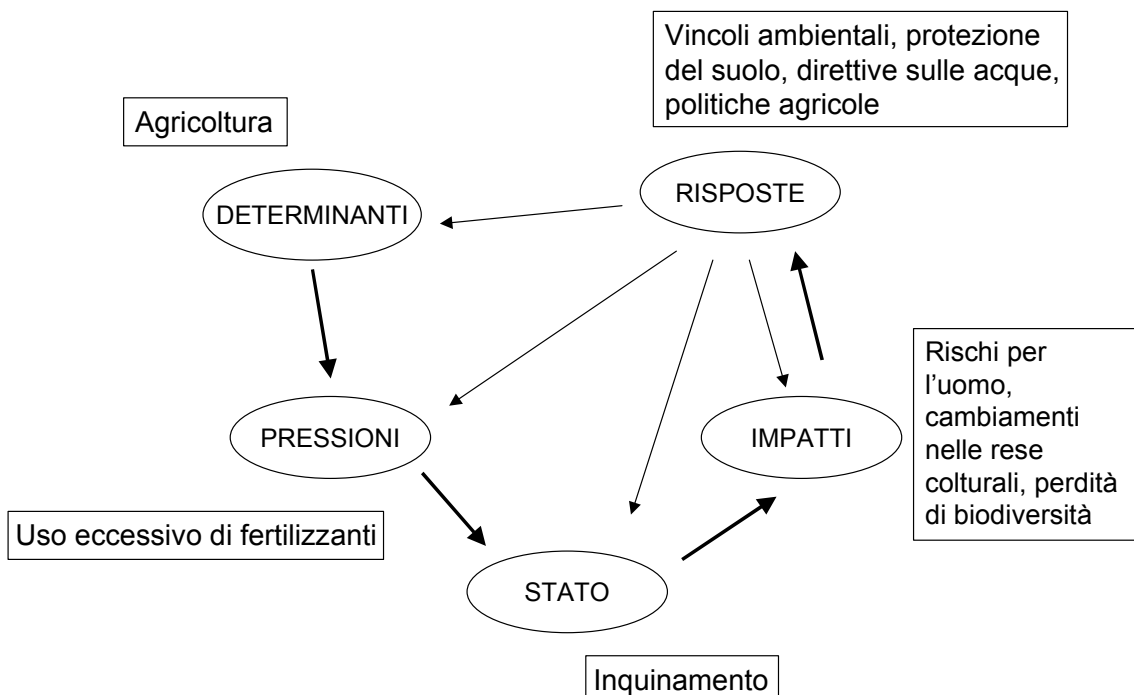 Vincoli ambientali, protezione
del suolo, direttive sulle acque,
politiche agricole
Agricoltura
RISPOSTE
DETERMINANTI
Rischi per
l’uomo,
cambiamenti
nelle rese
colturali, perdità
di biodiversità
PRESSIONI
IMPATTI
Uso eccessivo di fertilizzanti
STATO
Inquinamento